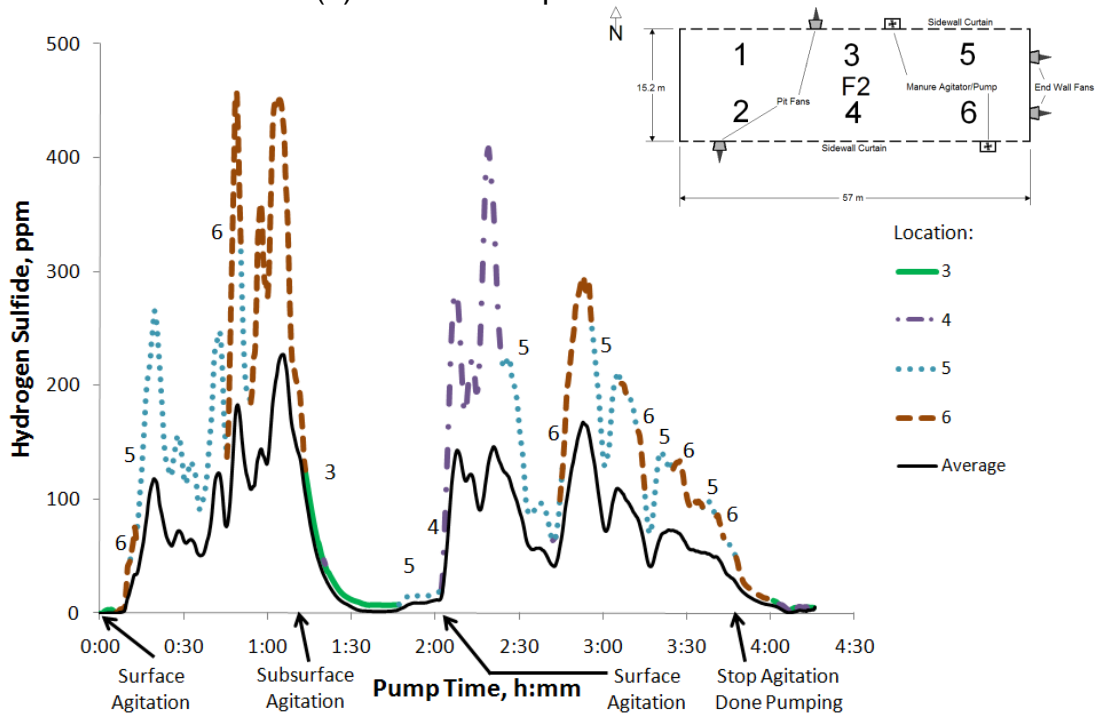 N
Sidewall Curtain
1
3
5
15.2 m
F2
Manure Agitator/Pump
End Wall Fans
Pit Fans
2
4
6
Sidewall Curtain
57 m
Hydrogen Sulfide, ppm
500
400
300
200
100
0
6
5
6
3
5
4
5
6
5
6
5
6
5
6
Location:
3
4
5
6
Average
0:00
0:30
1:00
1:30
2:00
2:30
3:00
3:30
4:00
4:30
Surface
Agitation
Subsurface
Agitation
Pump Time, h:mm
Surface
Agitation
Stop Agitation
Done Pumping